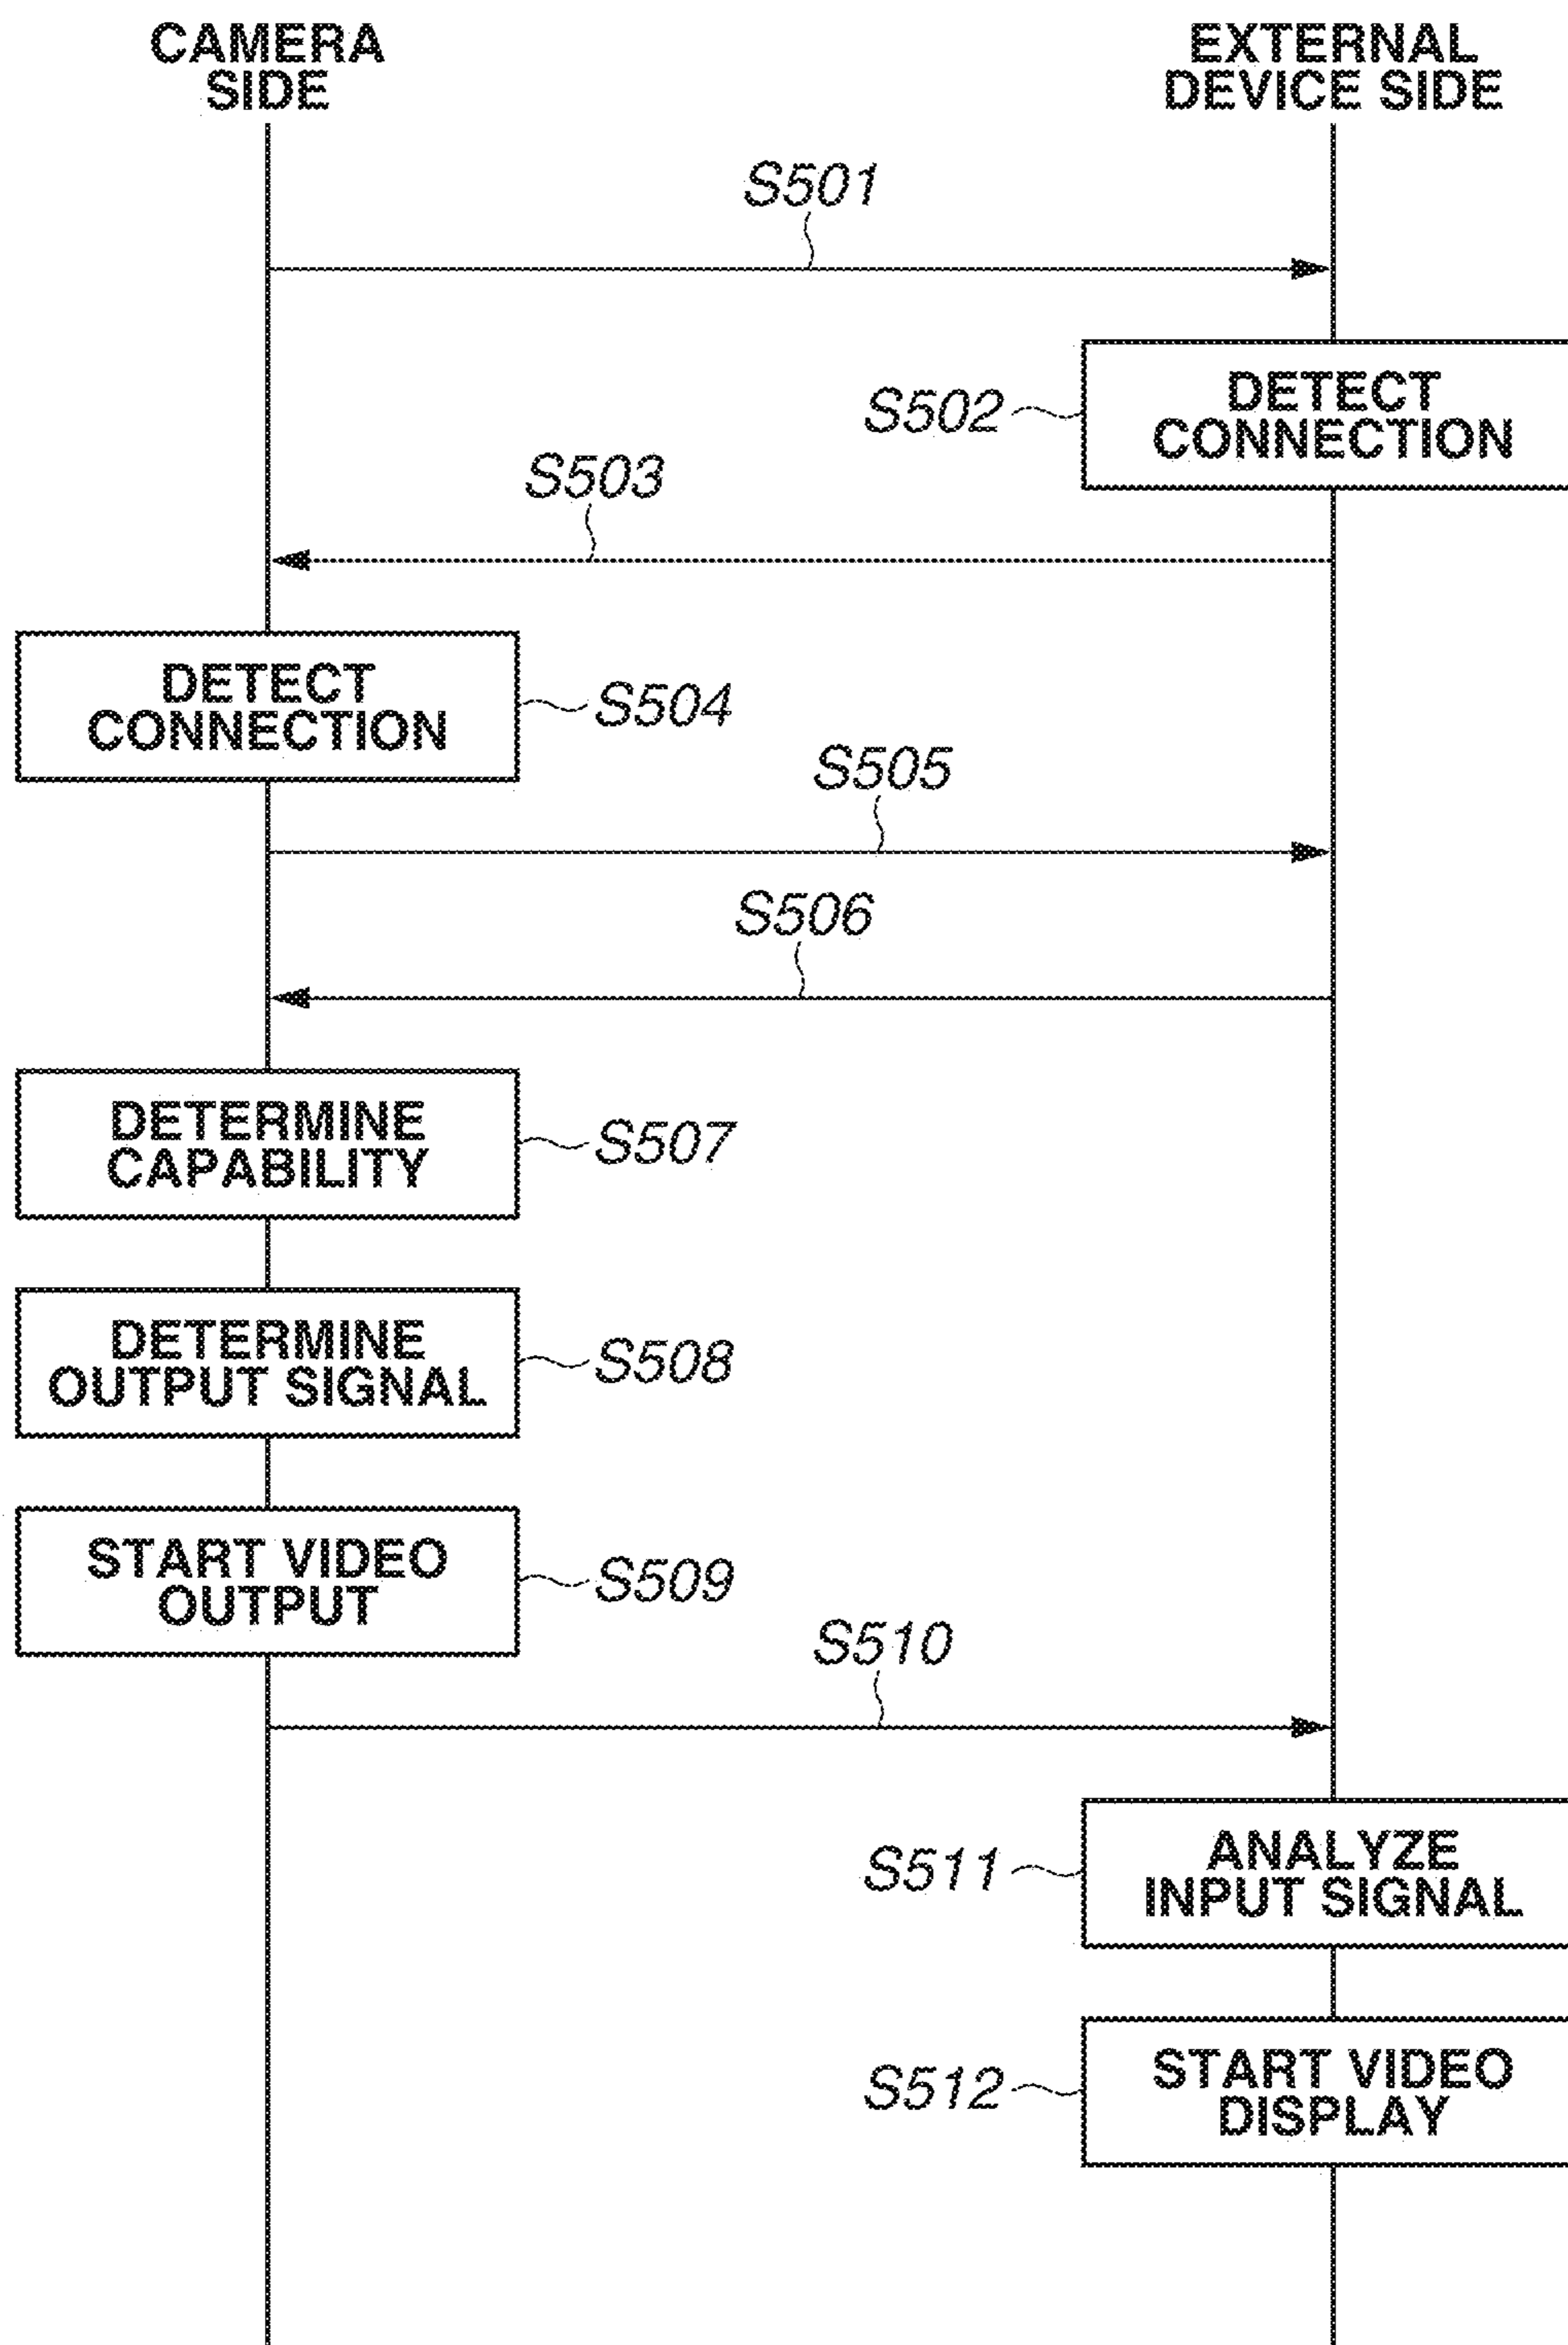 CAMERA
SIDE
EXTERNAL
DEVICE SIDE
S501
S502
DETECT
CONNECTION
S503
DETECT
CONNECTION
S504
S505
S506
DETERMINE
CAPABILITY
S507
DETERMINE
OUTPUT SIGNAL
S508
START VIDEO
OUTPUT
S509
S510
S511
ANALYZE
INPUT SIGNAL
S512
START VIDEO
DISPLAY